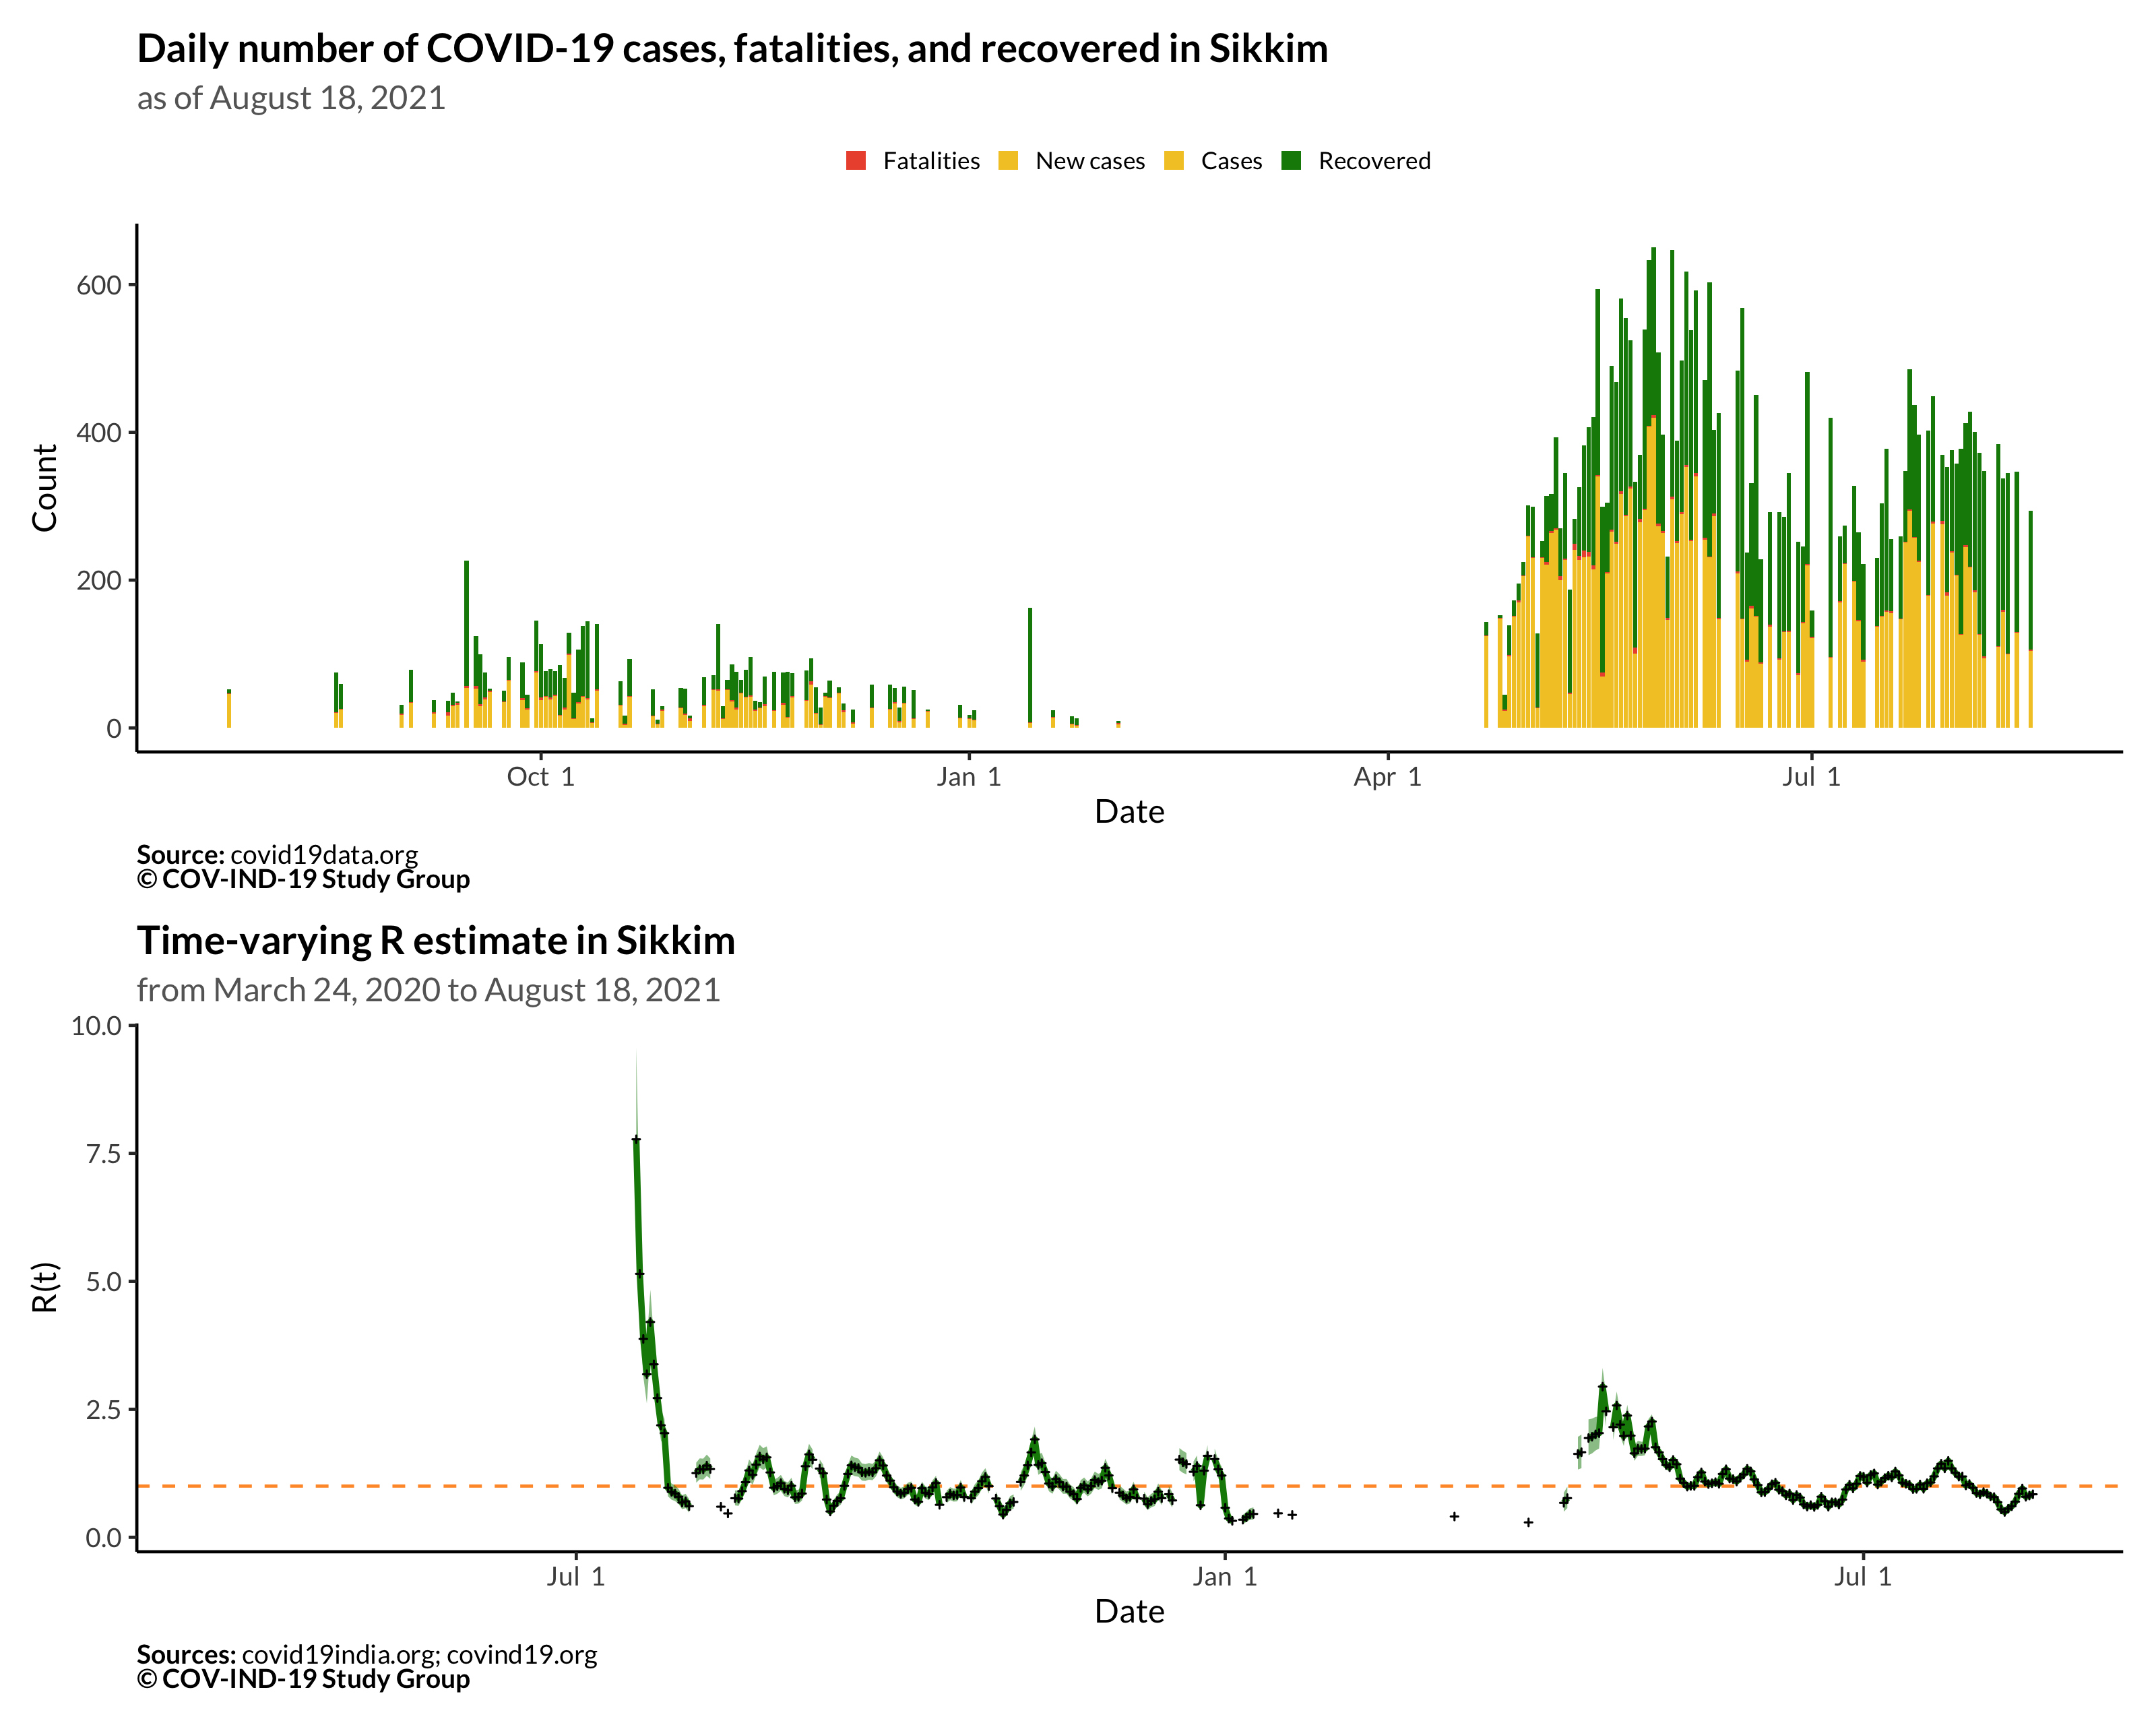 Daily number of COVID-19 cases, fatalities, and recovered in Sikkim
as of August 18, 2021
Fatalities New cases Cases Recovered
Count
600
400
200
0
Oct 1 Jan 1 Apr 1 Jul 1
Date
Source: covid19data.org
© COV-IND-19 Study Group
Time-varying R estimate in Sikkim
from March 24, 2020 to August 18, 2021
R(t)
10.0
7.5
5.0
2.5
0.0
Jul 1 Jan 1 Jul 1
Date
Sources: covid19india.org; covind19.org
© COV-IND-19 Study Group